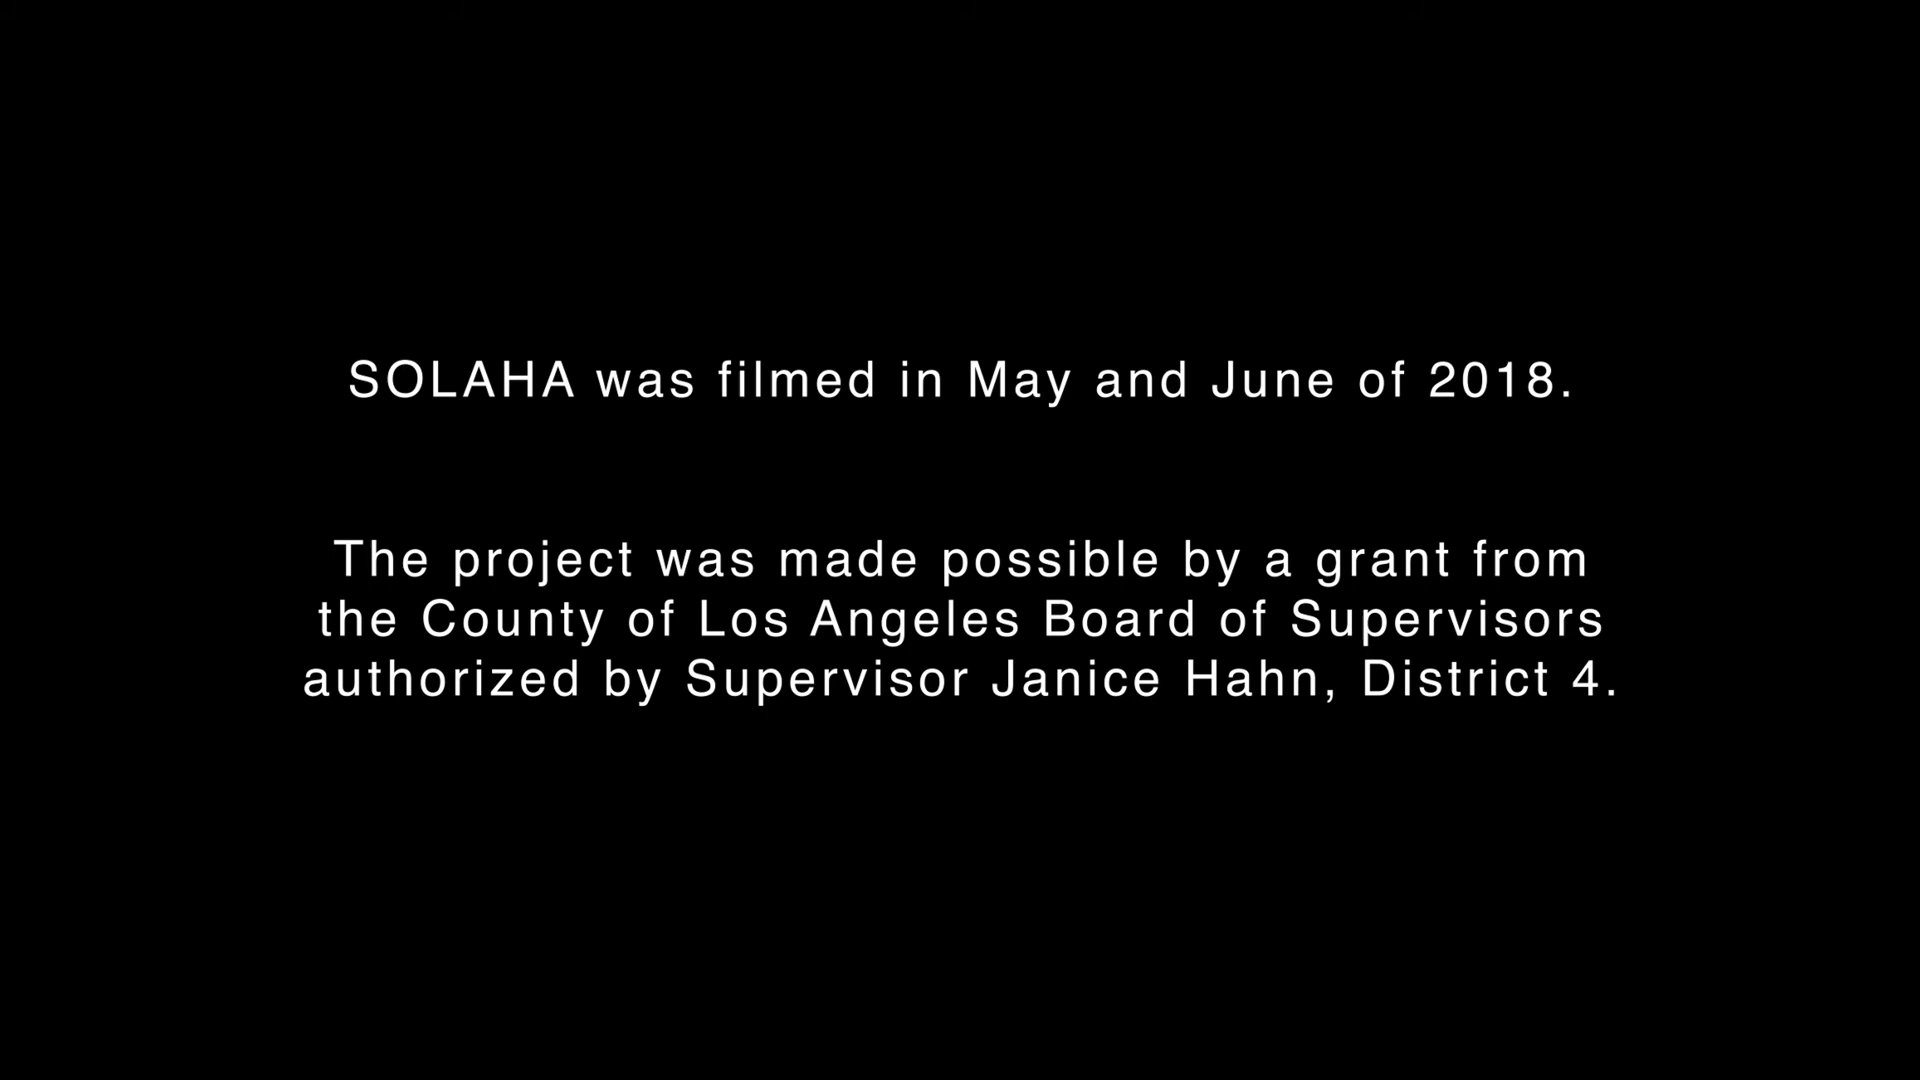 SOLAHA was filmed in May and June of 2018.
The project was made possible by a grant from
the County of Los Angeles Board of Supervisors
authorized by Supervisor Janice Hahn, District 4.